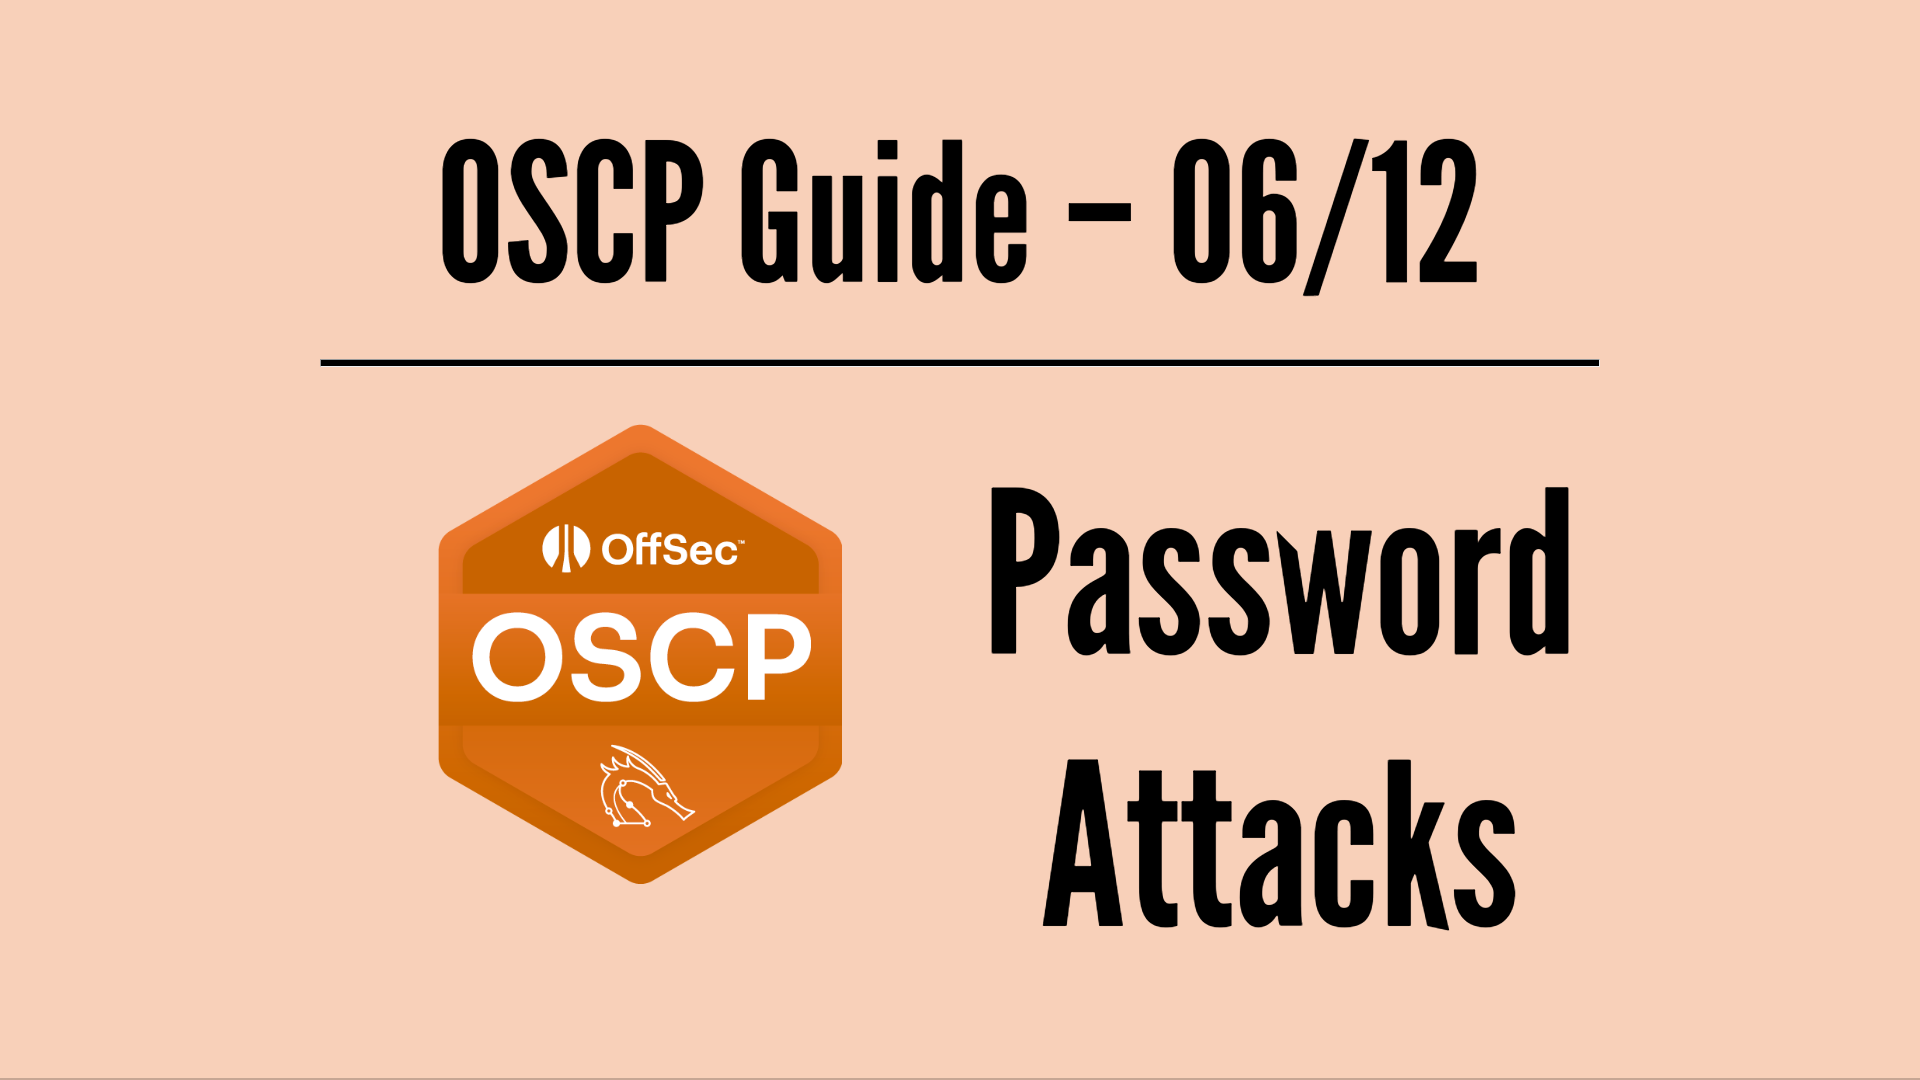 OSCP Guide – 06/12
OffSec™
OSCP
Password
Attacks